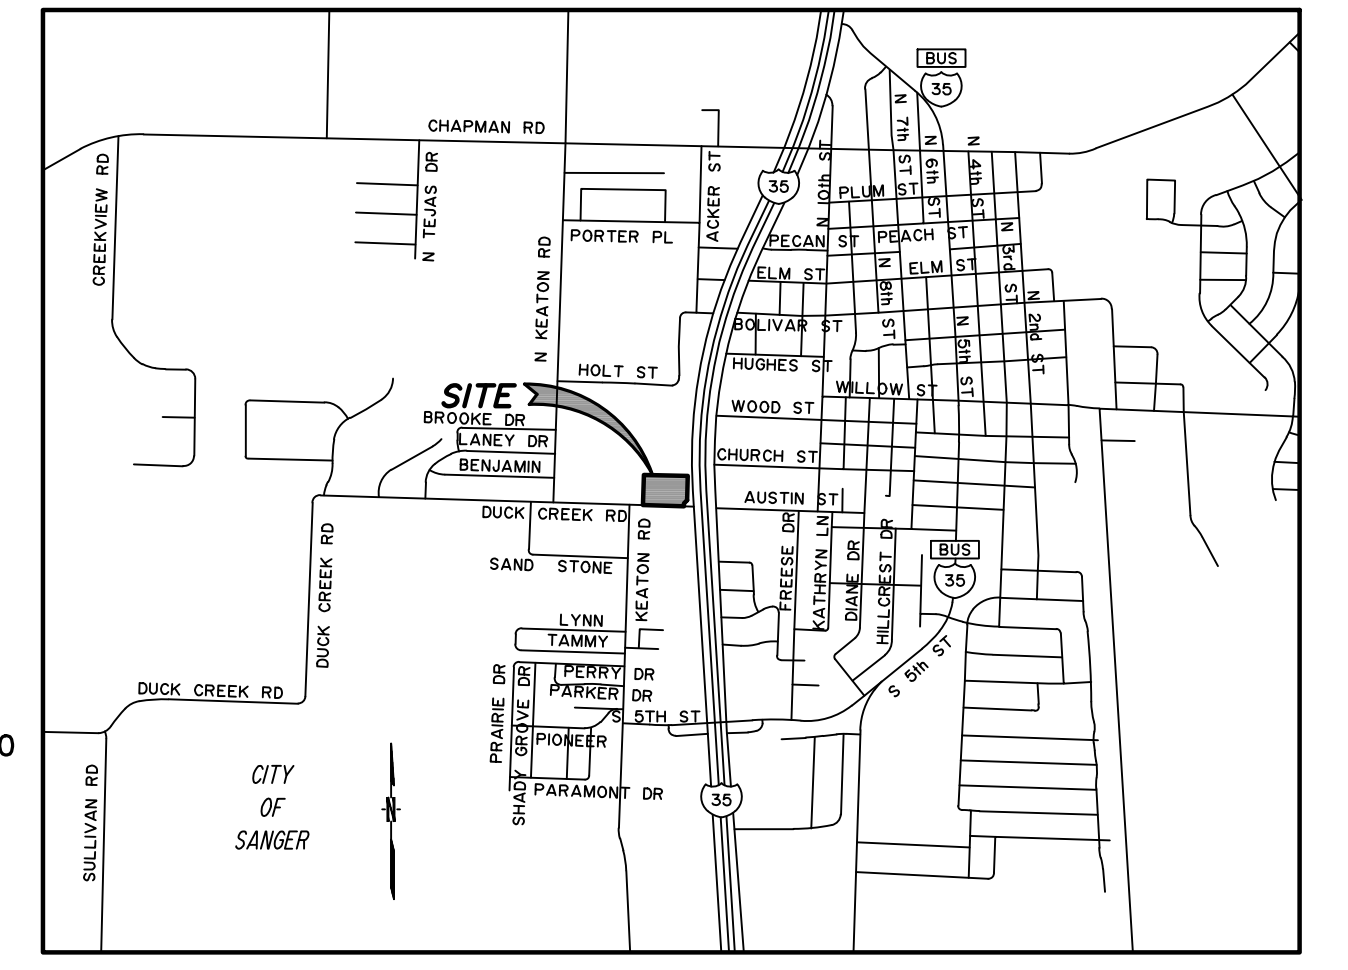 BUS
35
CHAPMAN RD
CREEKVIEW RD
N TEJAS DR
ACKER ST
N 10th ST
N 7th ST
N 6th ST
N 4th ST
35
PLUM ST
PORTER PL
PECAN ST
PEACH ST
N 3rd ST
N KEATON RD
ELM ST
N 8th ST
ELM ST
N 2nd ST
BOLIVAR ST
N 5th ST
HUGHES ST
HOLT ST
WILLOW ST
SITE
WOOD ST
BROOKE DR
LANEY DR
CHURCH ST
BENJAMIN
AUSTIN ST
DUCK CREEK RD
DUCK CREEK RD
KEATON RD
FREESE DR
KATHRYN LN
DIANE DR
HILLCREST DR
BUS
35
SAND STONE
LYNN
TAMMY
PRAIRIE DR
SHADY GROVE DR
PERRY DR
PARKER DR
S 5th ST
DUCK CREEK RD
S 5TH ST
PIONEER
0
PARAMONT DR
35
SULLIVAN RD
CITY
OF
SANGER
N